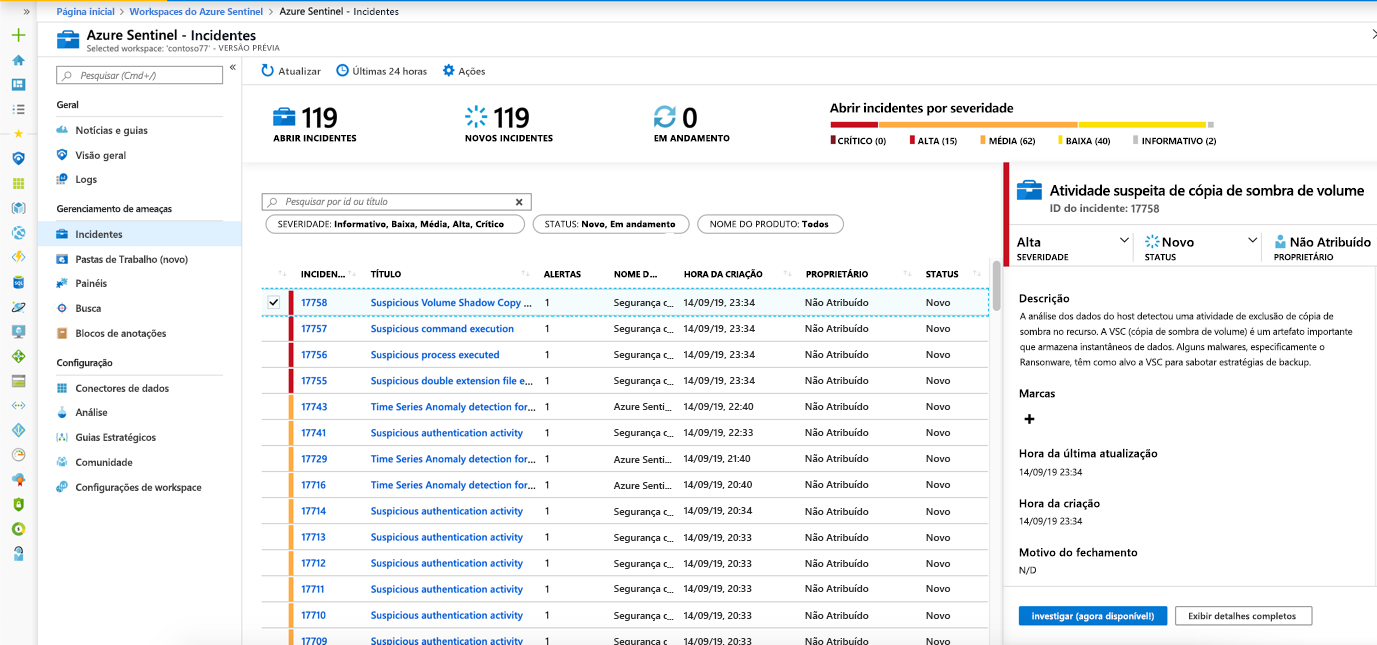 Página inicial > Workspaces do Azure Sentinel > Azure Sentinel - Incidentes
Azure Sentinel - Incidentes
Selected workspace: 'contoso77' - VERSÃO PRÉVIA
Pesquisar (Cmd+/)
Geral
Notícias e guias
Visão geral
Logs
Gerenciamento de ameaças
Incidentes
Pastas de Trabalho (novo)
Painéis
Busca
Blocos de anotações
Configuração
Conectores de dados
Análise
Guias Estratégicos
Comunidade
Configurações de workspace
Atualizar Últimas 24 horas Ações
119 119 0
ABRIR INCIDENTES NOVOS INCIDENTES EM ANDAMENTO
Abrir incidentes por severidade
CRÍTICO (0) ALTA (15) MÉDIA (62) BAIXA (40) INFORMATIVO (2)
Pesquisar por id ou título
SEVERIDADE: Informativo, Baixa, Média, Alta, Crítico STATUS: Novo, Em andamento NOME DO PRODUTO: Todos
INCIDEN... TÍTULO ALERTAS NOME D... HORA DA CRIAÇÃO PROPRIETÁRIO STATUS
17758 Suspicious Volume Shadow Copy ... 1 Segurança c... 14/09/19, 23:34 Não Atribuído Novo
17757 Suspicious command execution 1 Segurança c... 14/09/19, 23:34 Não Atribuído Novo
17756 Suspicious process executed 1 Segurança c... 14/09/19, 23:34 Não Atribuído Novo
17755 Suspicious double extension file e... 1 Segurança c... 14/09/19, 23:34 Não Atribuído Novo
17743 Time Series Anomaly detection for... 1 Azure Senti... 14/09/19, 22:40 Não Atribuído Novo
17741 Suspicious authentication activity 1 Segurança c... 14/09/19, 22:33 Não Atribuído Novo
17729 Time Series Anomaly detection for... 1 Azure Senti... 14/09/19, 21:40 Não Atribuído Novo
17716 Time Series Anomaly detection for... 1 Azure Senti... 14/09/19, 20:40 Não Atribuído Novo
17714 Suspicious authentication activity 1 Segurança c... 14/09/19, 20:34 Não Atribuído Novo
17713 Suspicious authentication activity 1 Segurança c... 14/09/19, 20:33 Não Atribuído Novo
17712 Suspicious authentication activity 1 Segurança c... 14/09/19, 20:33 Não Atribuído Novo
17711 Suspicious authentication activity 1 Segurança c... 14/09/19, 20:33 Não Atribuído Novo
17710 Suspicious authentication activity 1 Segurança c... 14/09/19, 20:33 Não Atribuído Novo
17709 Suspicious authentication activity 1 Segurança c... 14/09/19, 20:33 Não Atribuído Novo
Atividade suspeita de cópia de sombra de volume
ID do incidente: 17758
Alta Novo Não Atribuído
SEVERIDADE STATUS PROPRIETÁRIO
Descrição
A análise dos dados do host detectou uma atividade de exclusão de cópia de
sombra no recurso. A VSC (cópia de sombra de volume) é um artefato importante
que armazena instantâneos de dados. Alguns malwares, especificamente o
Ransonware, têm como alvo a VSC para sabotar estratégias de backup.
Marcas
+
Hora da última atualização
14/09/19 23:34
Hora da criação
14/09/19 23:34
Motivo do fechamento
N/D
investigar (agora disponível!) Exibir detalhes completos